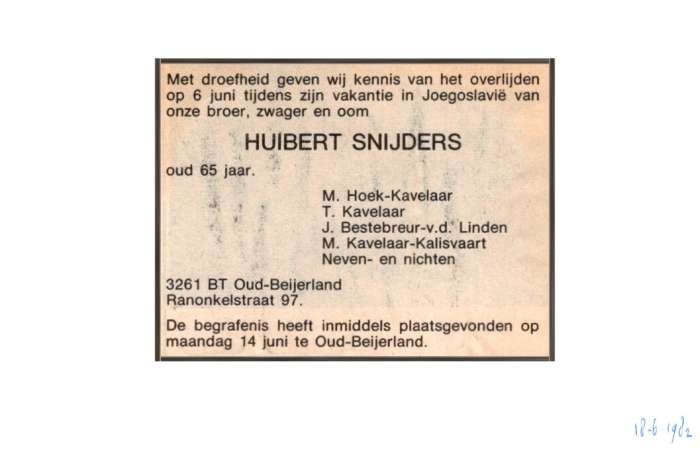 Met droefheid geven wij kennis van het overlijden
op 6 juni tijdens zijn vakantie in Joegoslavië van
onze broer, zwager en oom
HUIBERT SNIJDERS
oud 65 jaar.
M. Hoek-Kavelaar
T. Kavelaar
J. Bestebreur-v.d. Linden
M. Kavelaar-Kalisvaart
Neven- en nichten
3261 BT Oud-Beijerland
Ranonkelstraat 97.
De begrafenis heeft inmiddels plaatsgevonden op
maandag 14 juni te Oud-Beijerland.
18-6-1982